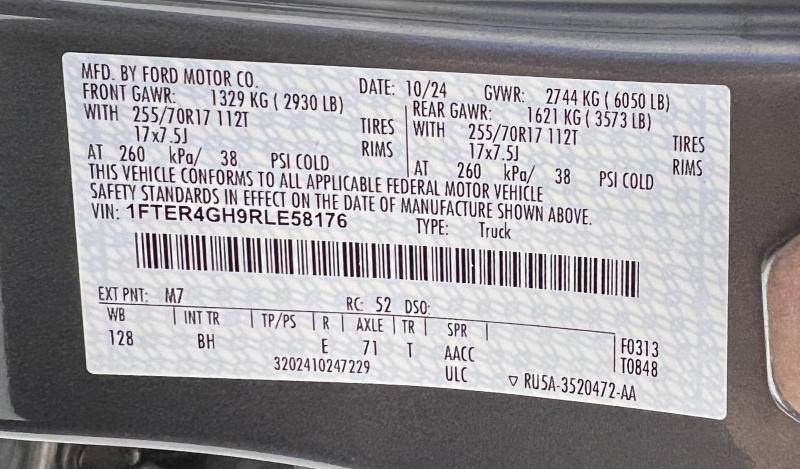 MFD. BY FORD MOTOR CO. DATE: 10/24 GVWR: 2744 KG ( 6050 LB)
FRONT GAWR: 1329 KG ( 2930 LB) REAR GAWR: 1621 KG ( 3573 LB)
WITH 255/70R17 112T TIRES WITH 255/70R17 112T TIRES
17x7.5J RIMS 17x7.5J RIMS
AT 260 kPa/ 38 PSI COLD AT 260 kPa/ 38 PSI COLD
THIS VEHICLE CONFORMS TO ALL APPLICABLE FEDERAL MOTOR VEHICLE
SAFETY STANDARDS IN EFFECT ON THE DATE OF MANUFACTURE SHOWN ABOVE.
VIN: 1FTER4GH9RLE58176 TYPE: Truck
EXT PNT: M7 RC: 52 DSO:
WB INT TR TP/PS R AXLE TR SPR F0313
128 BH E 71 T AACC T0848
3202410247229 ULC ▽ RU5A-3520472-AA